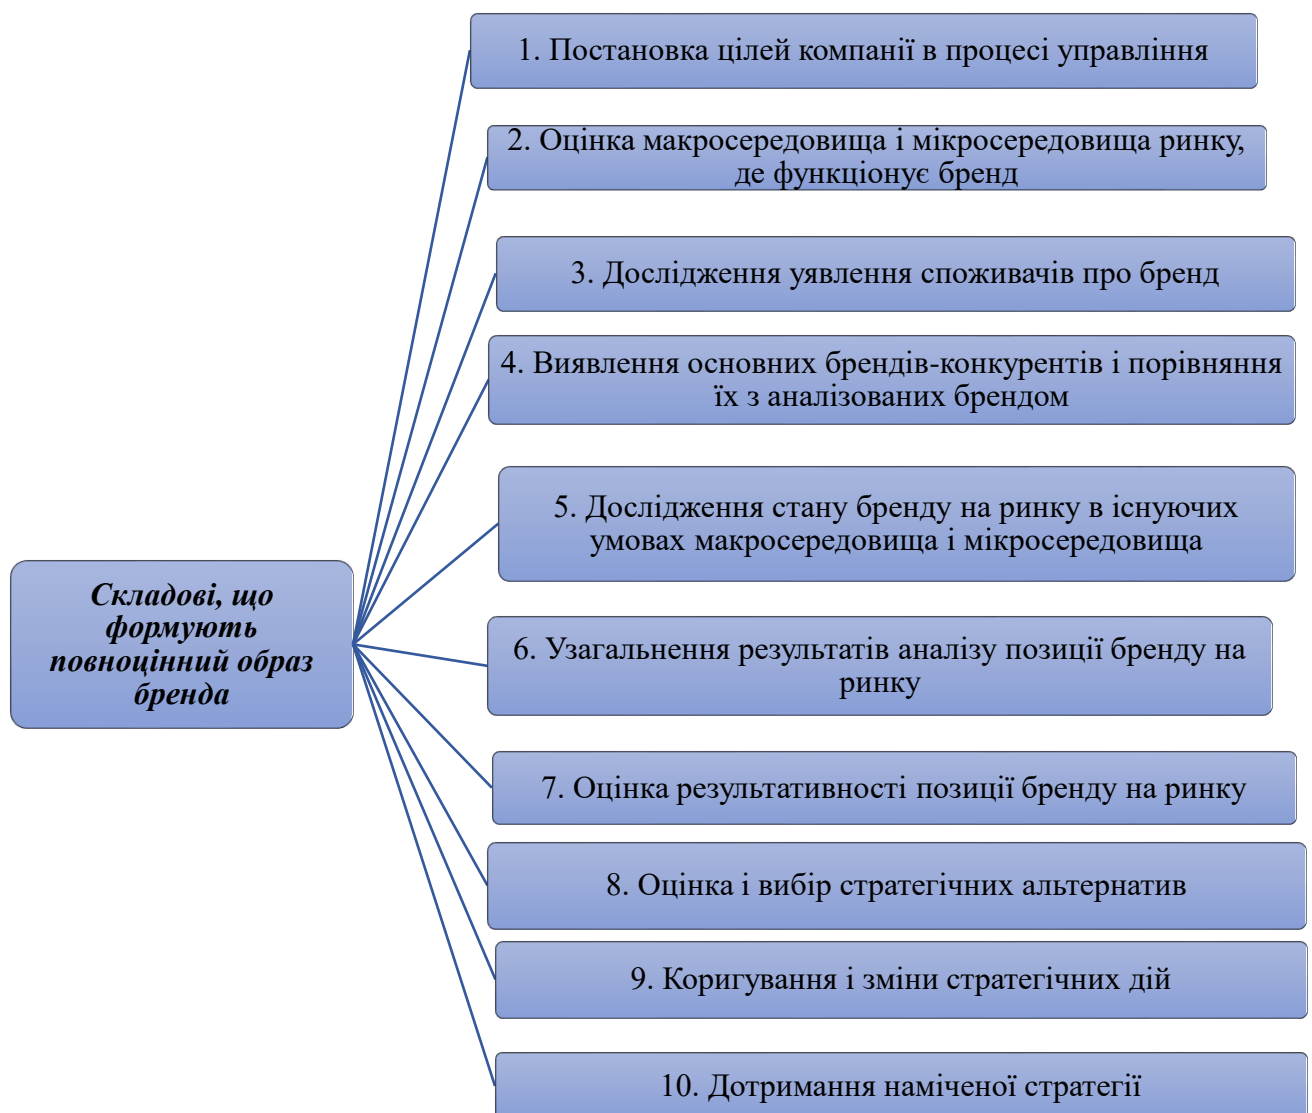 1. Постановка цілей компанії в процесі управління
2. Оцінка макросередовища і мікросередовища ринку,
де функціонує бренд
3. Дослідження уявлення споживачів про бренд
4. Виявлення основних брендів-конкурентів і порівняння
їх з аналізованих брендом
5. Дослідження стану бренду на ринку в існуючих
умовах макросередовища і мікросередовища
Складові, що
формують
повноцінний образ
бренда
6. Узагальнення результатів аналізу позиції бренду на
ринку
7. Оцінка результативності позиції бренду на ринку
8. Оцінка і вибір стратегічних альтернатив
9. Коригування і зміни стратегічних дій
10. Дотримання наміченої стратегії